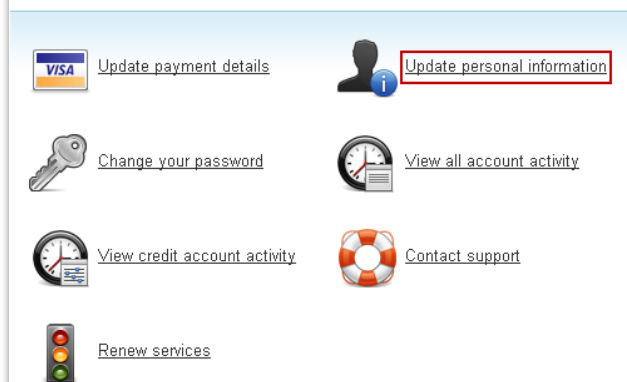 VISA
Update payment details
Update personal information
Change your password
View all account activity
View credit account activity
Contact support
Renew services